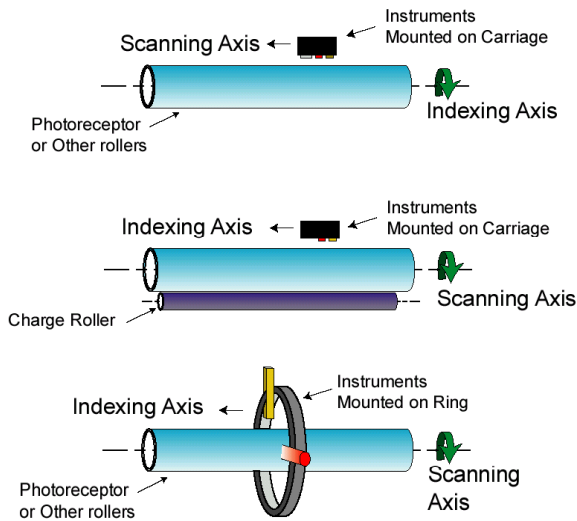 Instruments
Mounted on Carriage
Scanning Axis
Indexing Axis
Photoreceptor
or Other rollers
Instruments
Mounted on Carriage
Indexing Axis
Scanning Axis
Charge Roller
Instruments
Mounted on Ring
Indexing Axis
Scanning
Axis
Photoreceptor
or Other rollers